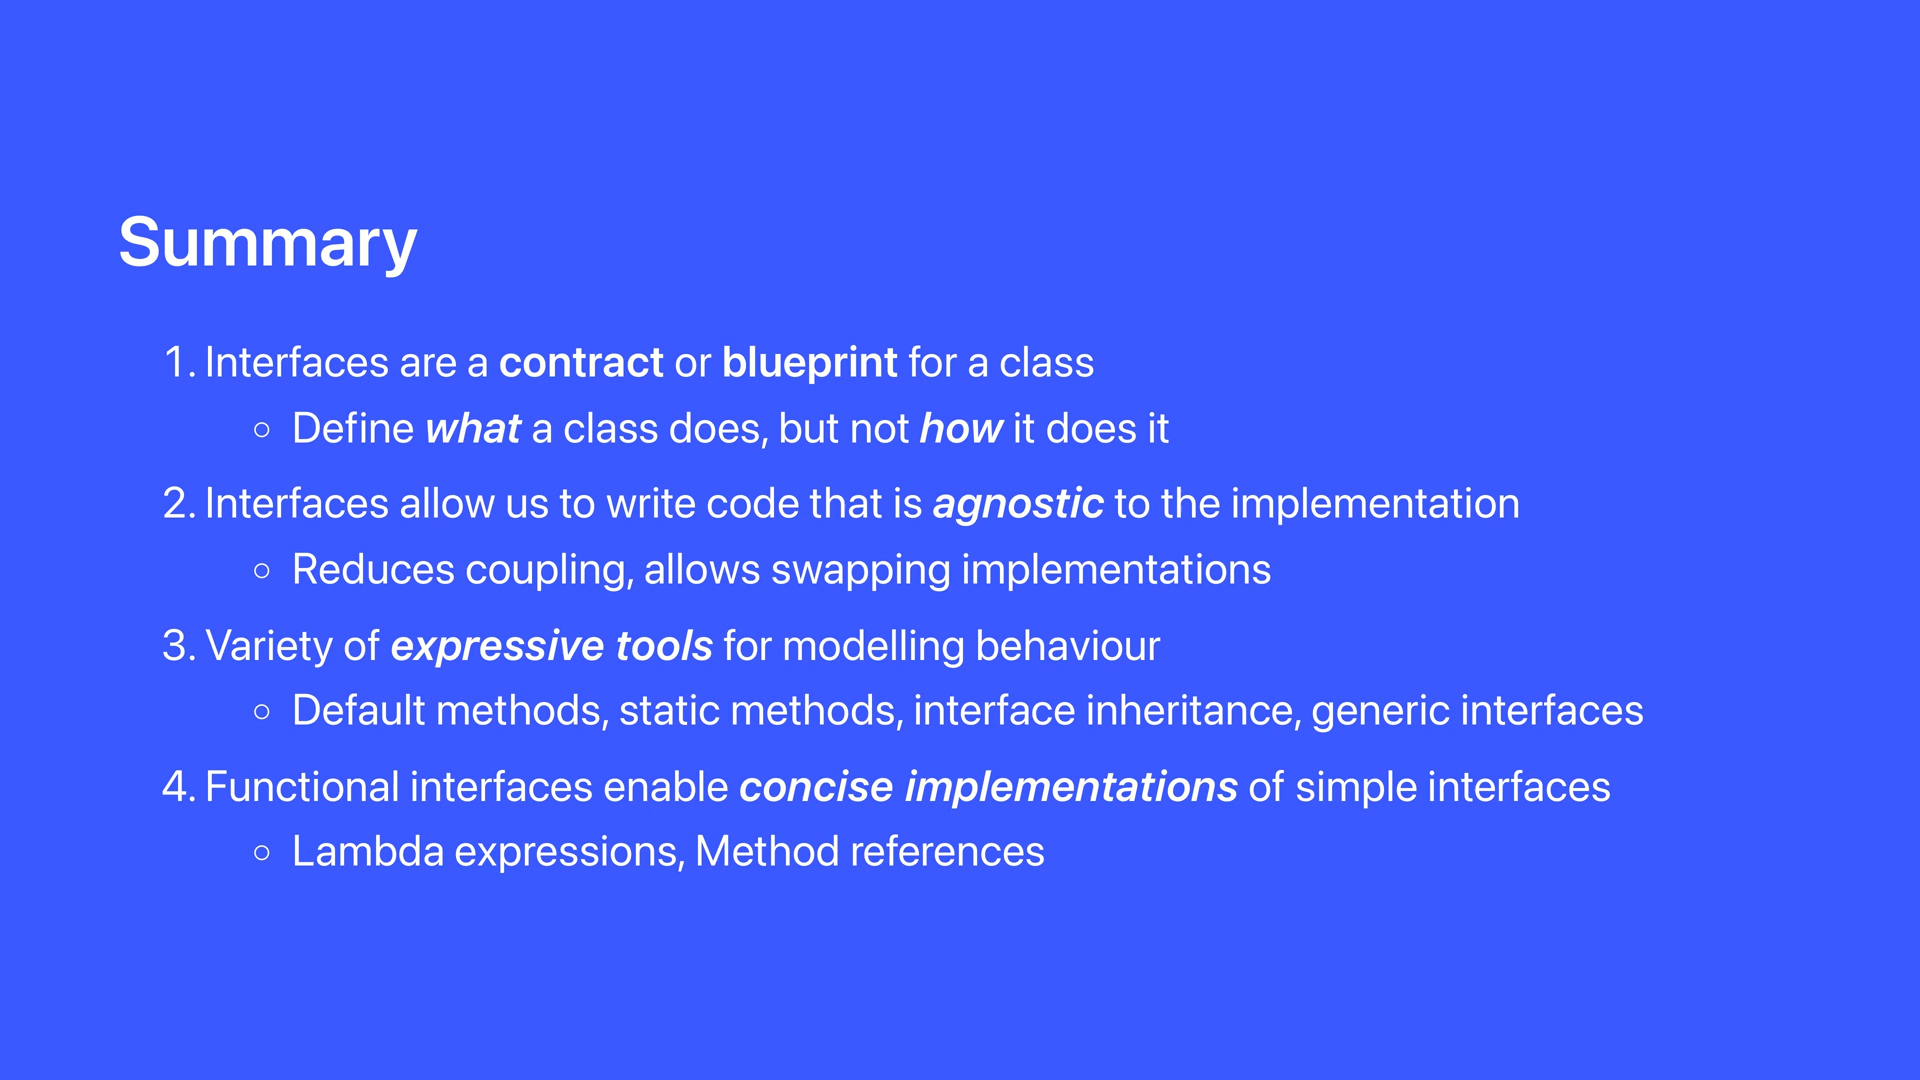 Summary
1. Interfaces are a contract or blueprint for a class
○ Define what a class does, but not how it does it
2. Interfaces allow us to write code that is agnostic to the implementation
○ Reduces coupling, allows swapping implementations
3. Variety of expressive tools for modelling behaviour
○ Default methods, static methods, interface inheritance, generic interfaces
4. Functional interfaces enable concise implementations of simple interfaces
○ Lambda expressions, Method references